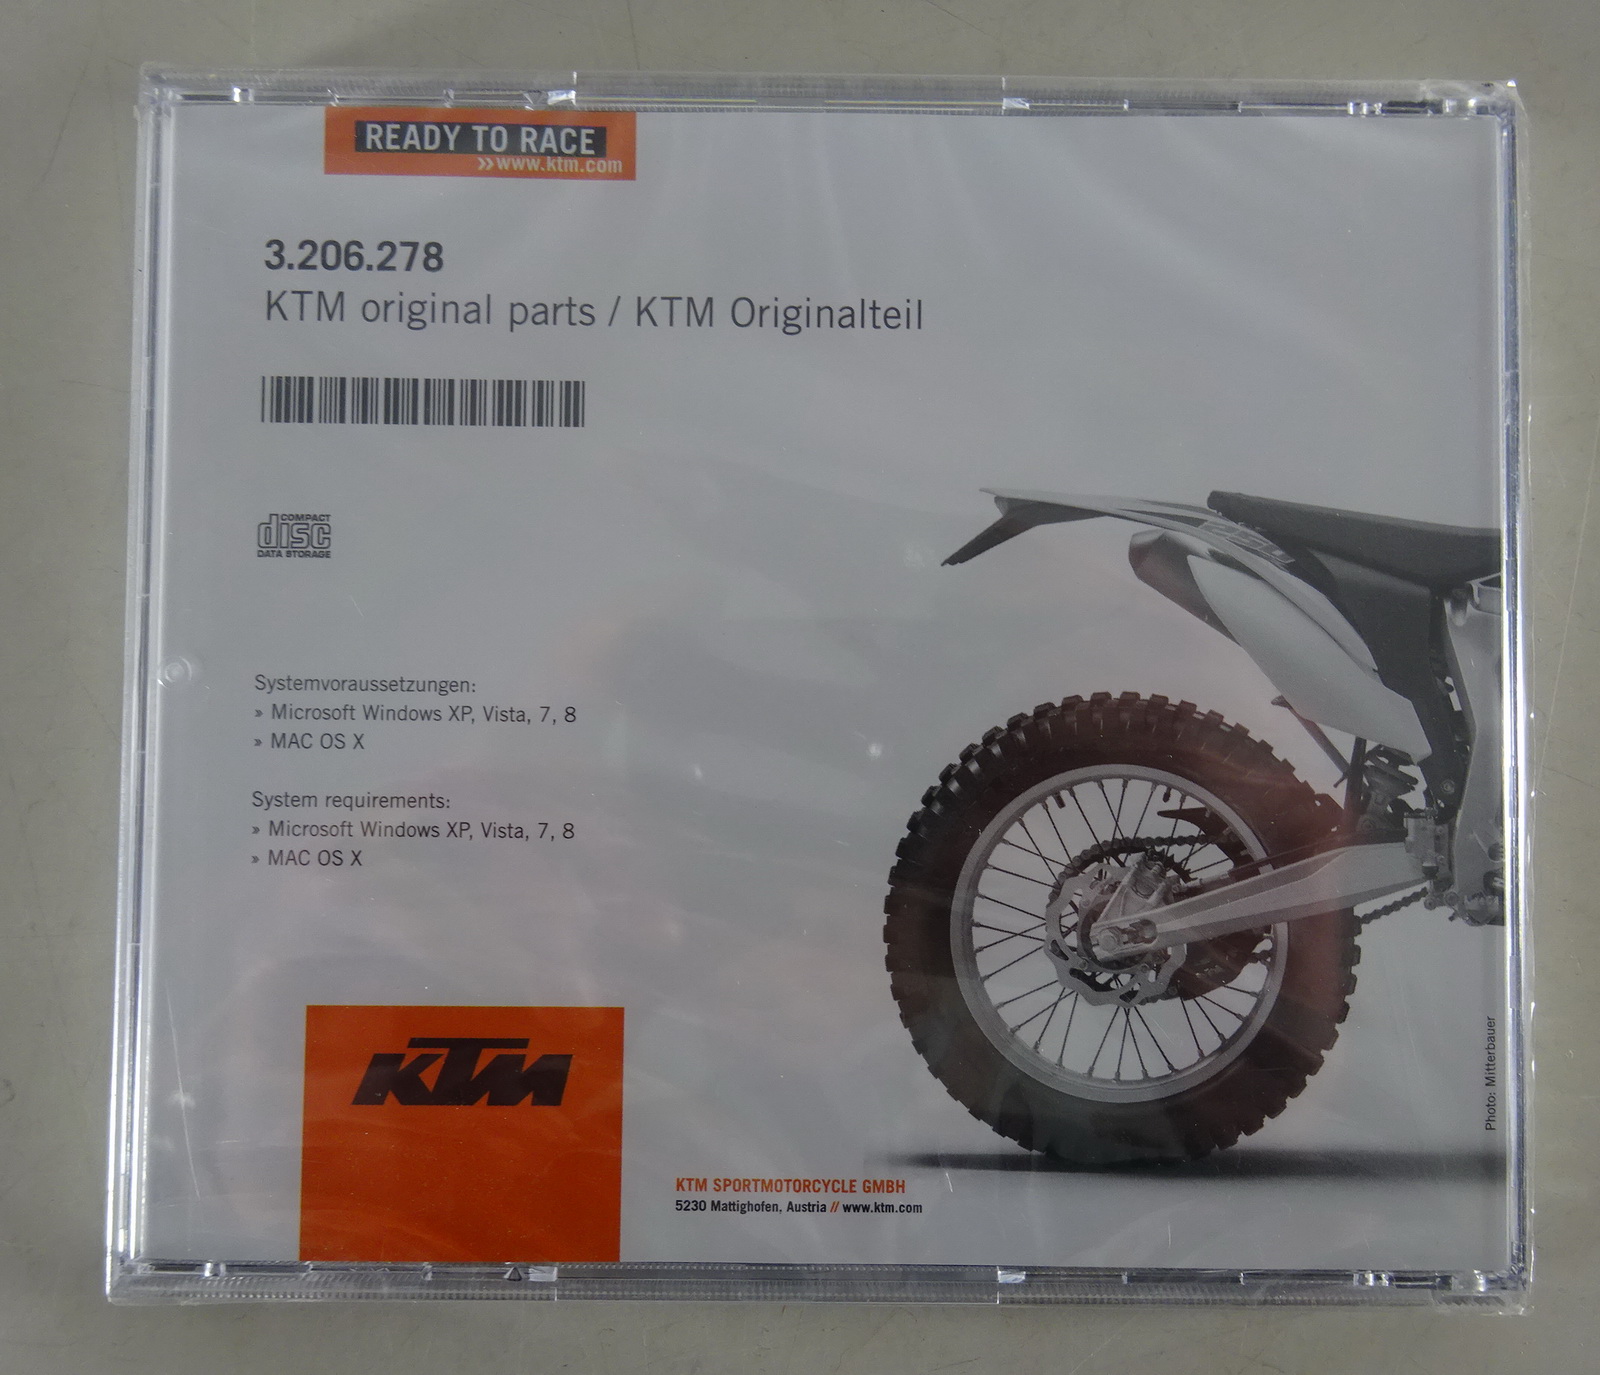 READY TO RACE
»www.ktm.com
3.206.278
KTM original parts / KTM Originalteil
COMPACT
disc
DATA STORAGE
Systemvoraussetzungen:
» Microsoft Windows XP, Vista, 7, 8
» MAC OS X
System requirements:
» Microsoft Windows XP, Vista, 7, 8
» MAC OS X
KTM
KTM SPORTMOTORCYCLE GMBH
5230 Mattighofen, Austria // www.ktm.com
Photo: Mitterbauer